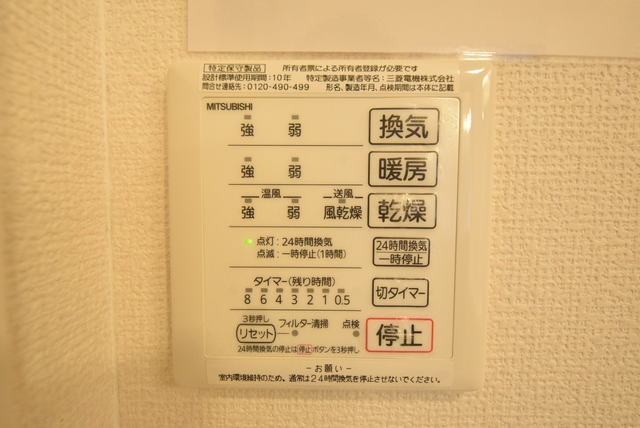 特定保守製品 所有者票による所有者登録が必要です
設計標準使用期間:10年 特定製造事業者等名:三菱電機株式会社
問合せ連絡先:0120-490-499 形名、製造年月、点検期間は本体に記載
MITSUBISHI
強 弱 換気
強 弱 暖房
温風 送風
強 弱 風乾燥 乾燥
点灯:24時間換気
点滅:一時停止(1時間)
24時間換気
一時停止
タイマー(残り時間)
8 6 4 3 2 1 0.5
切タイマー
3秒押し
リセット フィルター清掃 点検
停止
24時間換気の停止は停止ボタンを3秒押し
-お願い-
室内環境維持のため、通常は24時間換気を停止させないでください。